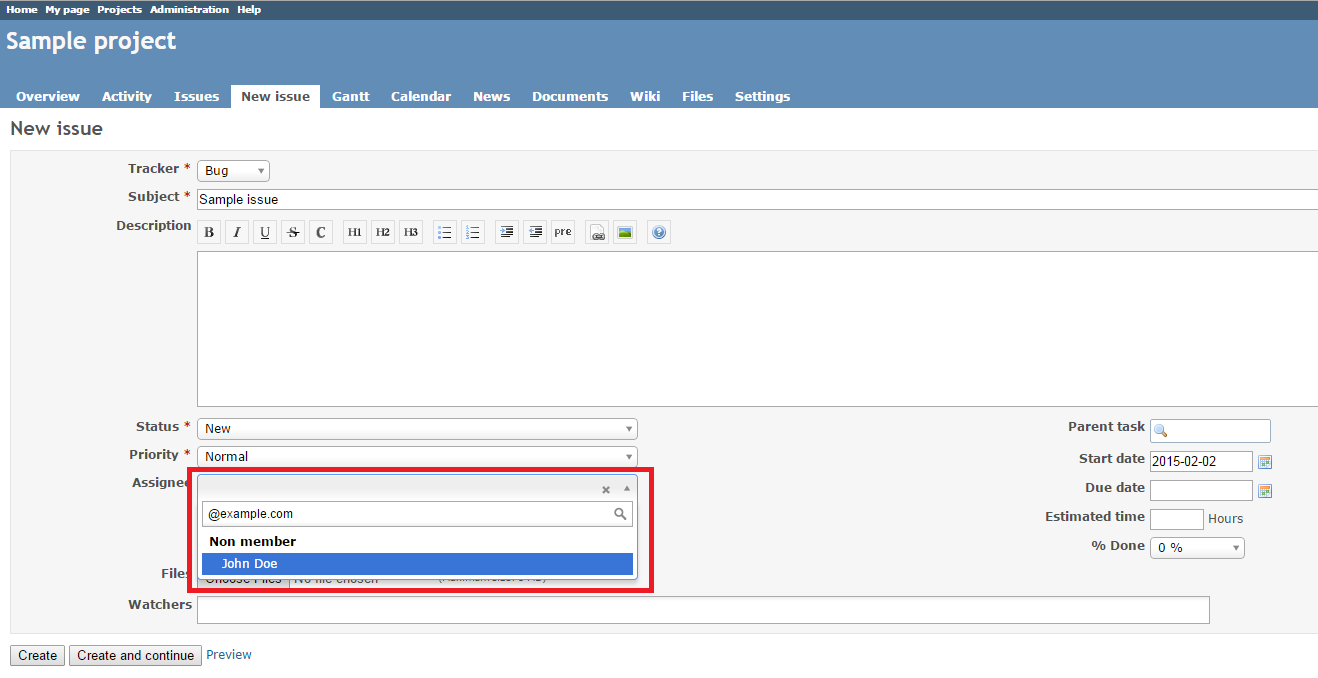 Home My page Projects Administration Help
Sample project
Overview Activity Issues New issue Gantt Calendar News Documents Wiki Files Settings
New issue
Tracker * Bug
Subject * Sample issue
Description B I U S C H1 H2 H3 pre
Status * New
Parent task
Priority * Normal
Start date 2015-02-02
Assignee
Due date
@example.com
Estimated time Hours
Non member
% Done 0 %
John Doe
Files Choose Files No file chosen
Watchers
Create Create and continue Preview